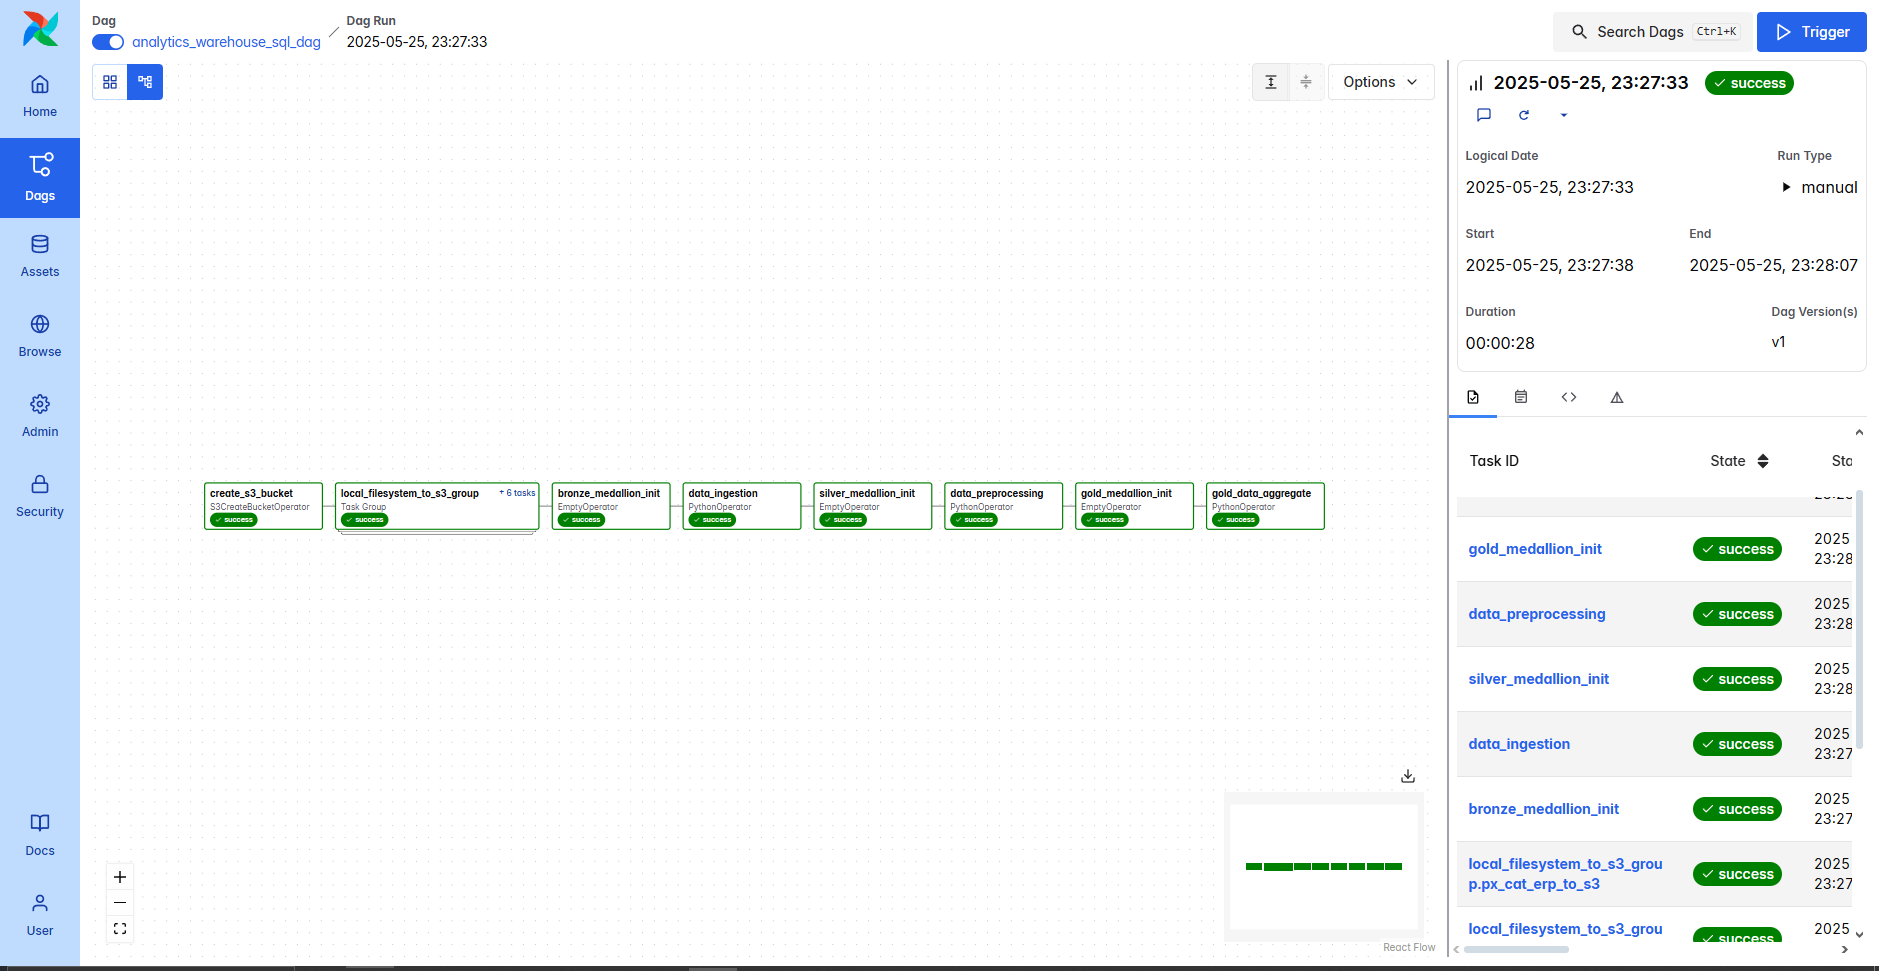 Dag
analytics_warehouse_sql_dag
Dag Run
2025-05-25, 23:27:33
Search Dags Ctrl+K
Trigger
Home
Dags
Assets
Browse
Admin
Security
Docs
User
Options
create_s3_bucket
S3CreateBucketOperator
success
local_filesystem_to_s3_group + 6 tasks
Task Group
success
bronze_medallion_init
EmptyOperator
success
data_ingestion
PythonOperator
success
silver_medallion_init
EmptyOperator
success
data_preprocessing
PythonOperator
success
gold_medallion_init
EmptyOperator
success
gold_data_aggregate
PythonOperator
success
React Flow
2025-05-25, 23:27:33 success
Logical Date Run Type
2025-05-25, 23:27:33 manual
Start End
2025-05-25, 23:27:38 2025-05-25, 23:28:07
Duration Dag Version(s)
00:00:28 v1
Task ID State Sta
gold_medallion_init success 2025
23:28
data_preprocessing success 2025
23:28
silver_medallion_init success 2025
23:28
data_ingestion success 2025
23:27
bronze_medallion_init success 2025
23:27
local_filesystem_to_s3_grou
p.px_cat_erp_to_s3 success 2025
23:27
local_filesystem_to_s3_grou success 2025